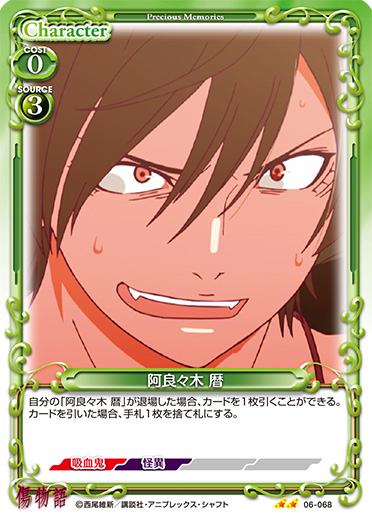 Precious Memories
Character
COST
0
SOURCE
3
阿良々木 暦
自分の「阿良々木 暦」が退場した場合、カードを1枚引くことができる。
カードを引いた場合、手札1枚を捨て札にする。
吸血鬼 怪異
傷物語
©西尾維新／講談社・アニプレックス・シャフト
06-068